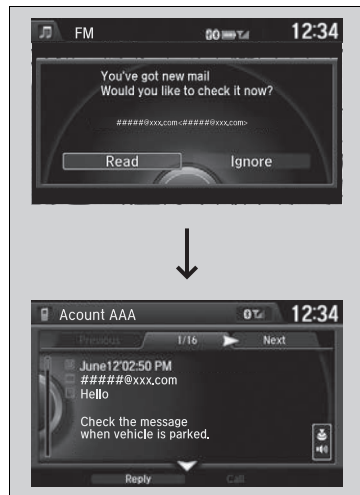 FM 12:34
You've got new mail
Would you like to check it now?
#####@xxx.com<#####@xxx.com>
Read Ignore
Acount AAA 12:34
Previous 1/16 Next
June12'02:50 PM
#####@xxx.com
Hello
Check the message
when vehicle is parked.
Reply Call